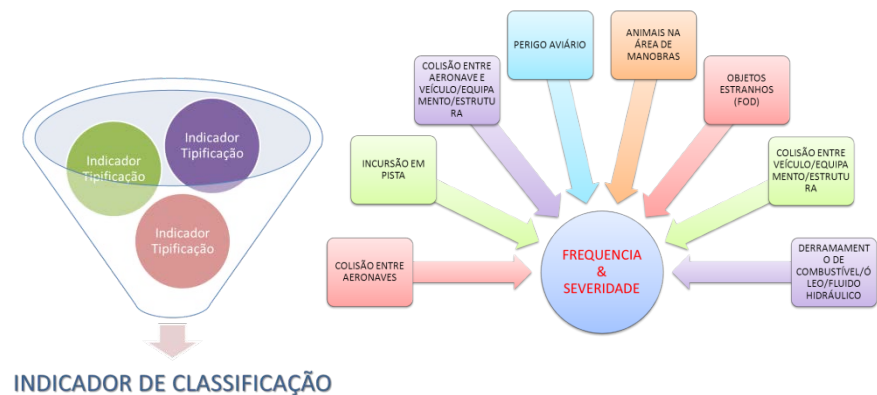 Indicador
Tipificação
Indicador
Tipificação
Indicador
Tipificação
INDICADOR DE CLASSIFICAÇÃO
COLISÃO ENTRE
AERONAVES
INCURSÃO EM
PISTA
COLISÃO ENTRE
AERONAVE E
VEÍCULO/EQUIPA
MENTO/ESTRUTU
RA
PERIGO AVIÁRIO
ANIMAIS NA
ÁREA DE
MANOBRAS
OBJETOS
ESTRANHOS
(FOD)
COLISÃO ENTRE
VEÍCULO/EQUIPA
MENTO/ESTRUTU
RA
DERRAMAMENT
O DE
COMBUSTÍVEL/Ó
LEO/FLUIDO
HIDRÁULICO
FREQUENCIA
&
SEVERIDADE